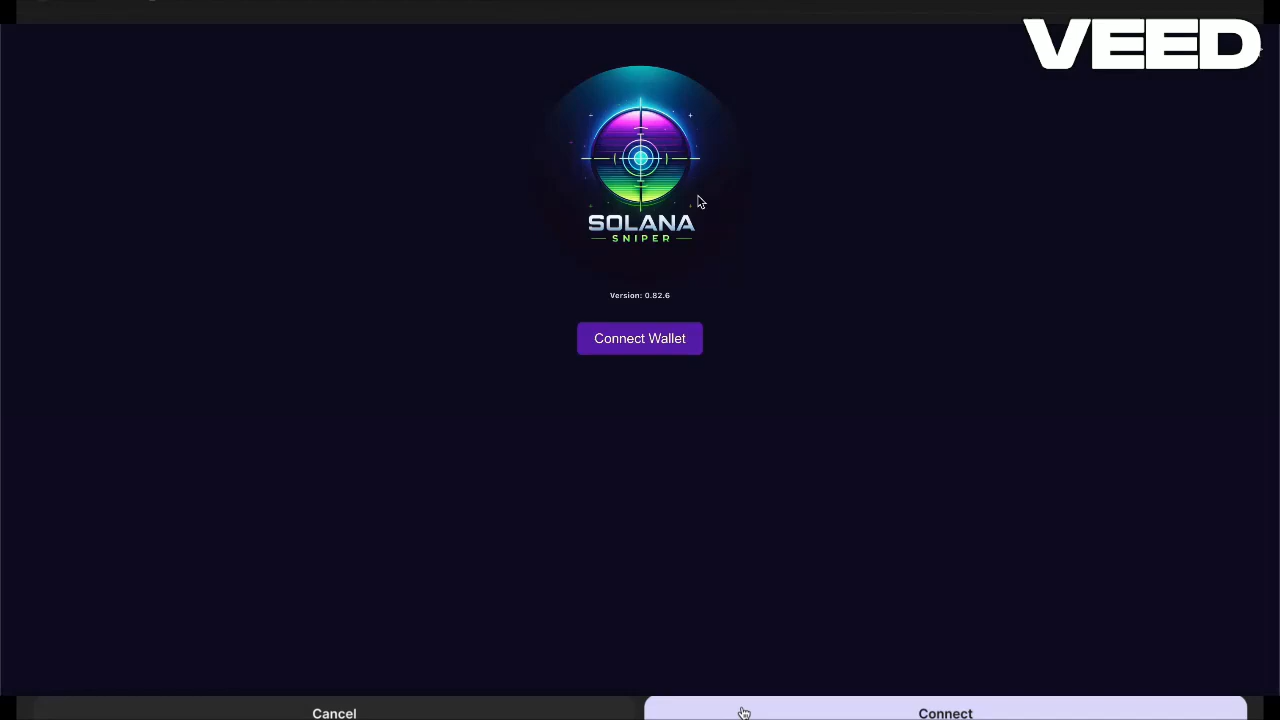 VEED
SOLANA
SNIPER
Version: 0.82.6
Connect Wallet
Cancel
Connect